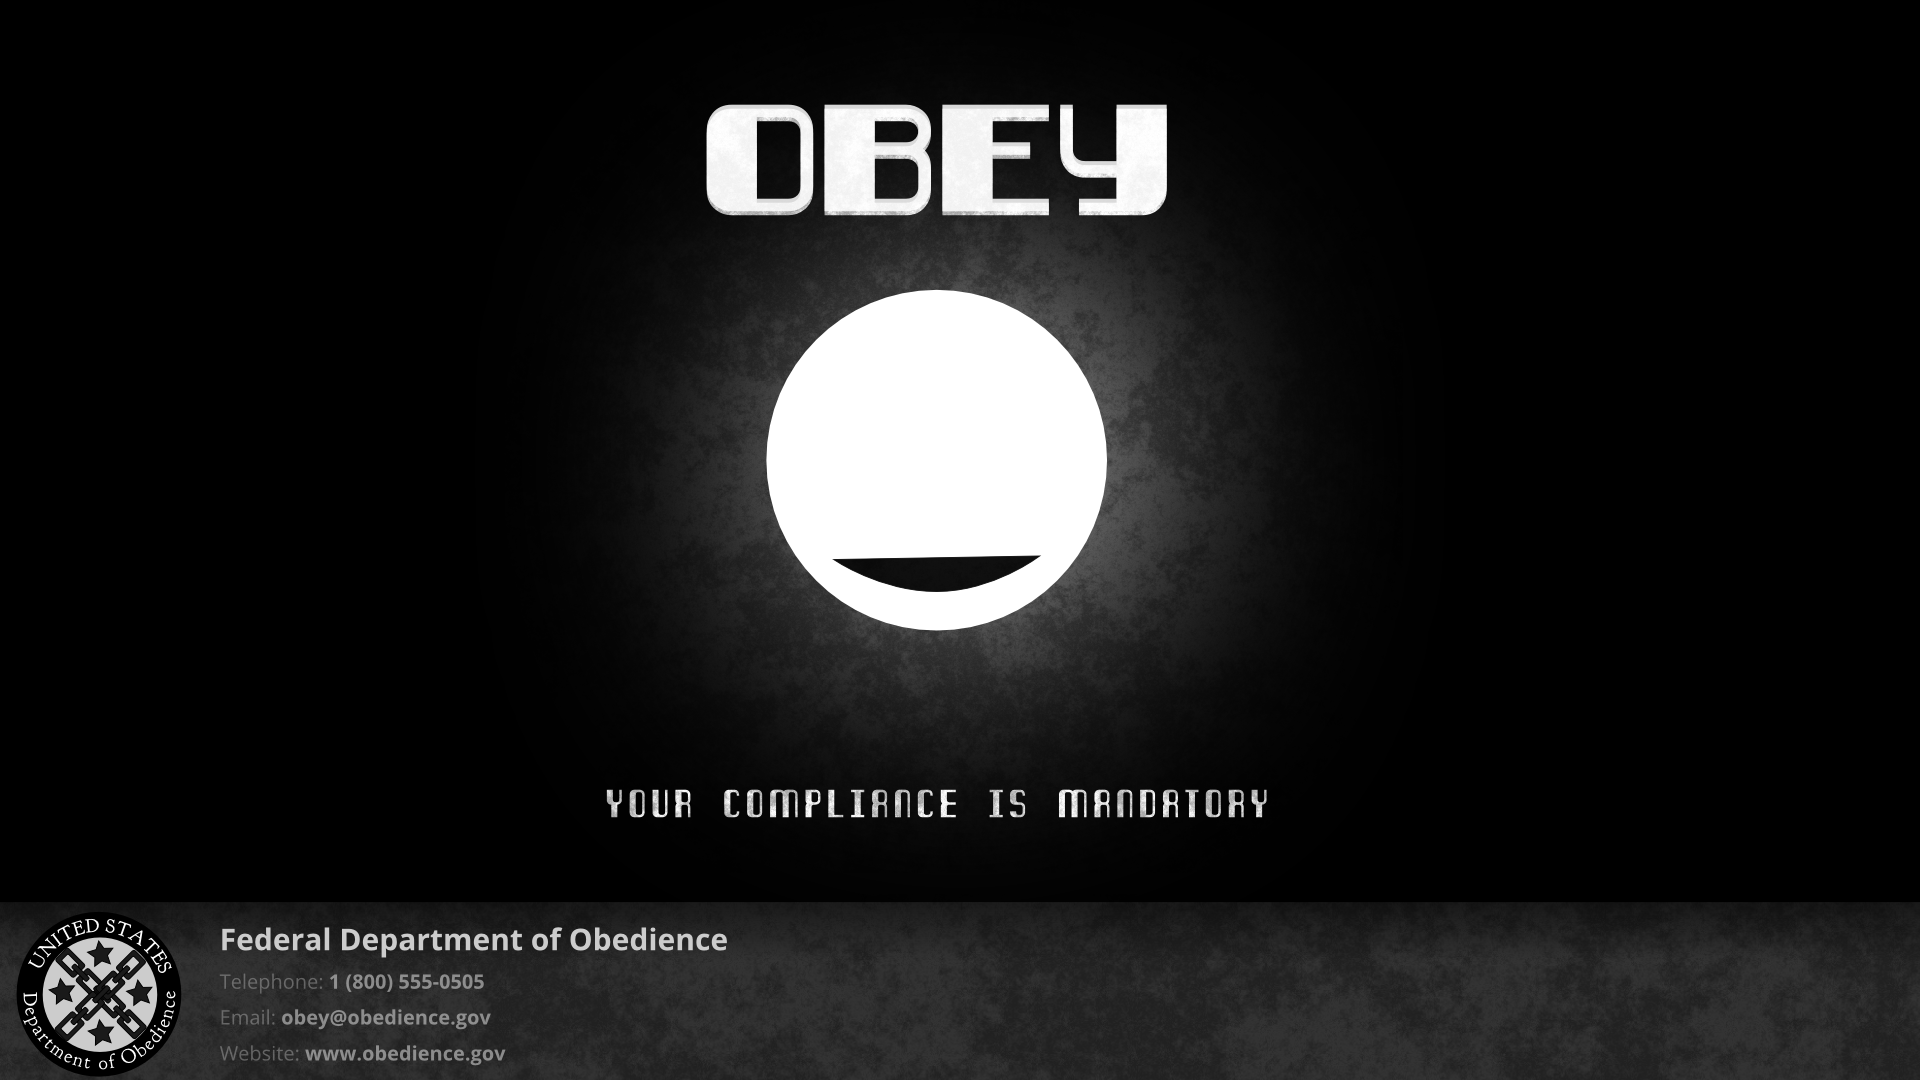 OBEY
YOUR COMPLIANCE IS MANDATORY
UNITED STATES
Department of Obedience
Federal Department of Obedience
Telephone: 1 (800) 555-0505
Email: obey@obedience.gov
Website: www.obedience.gov